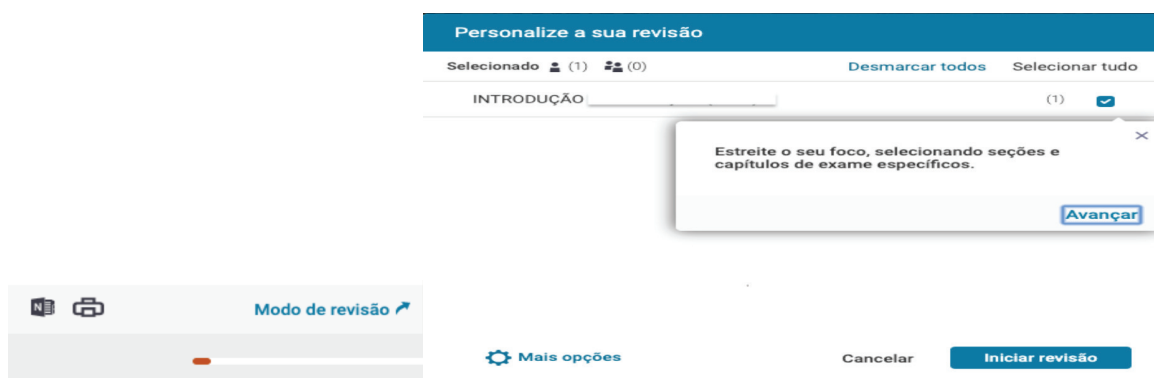 Personalize a sua revisão
Selecionado (1) (0) Desmarcar todos Selecionar tudo
INTRODUÇÃO (1)
Estreite o seu foco, selecionando seções e
capítulos de exame específicos.
Avançar
N
Modo de revisão
Mais opções Cancelar Iniciar revisão